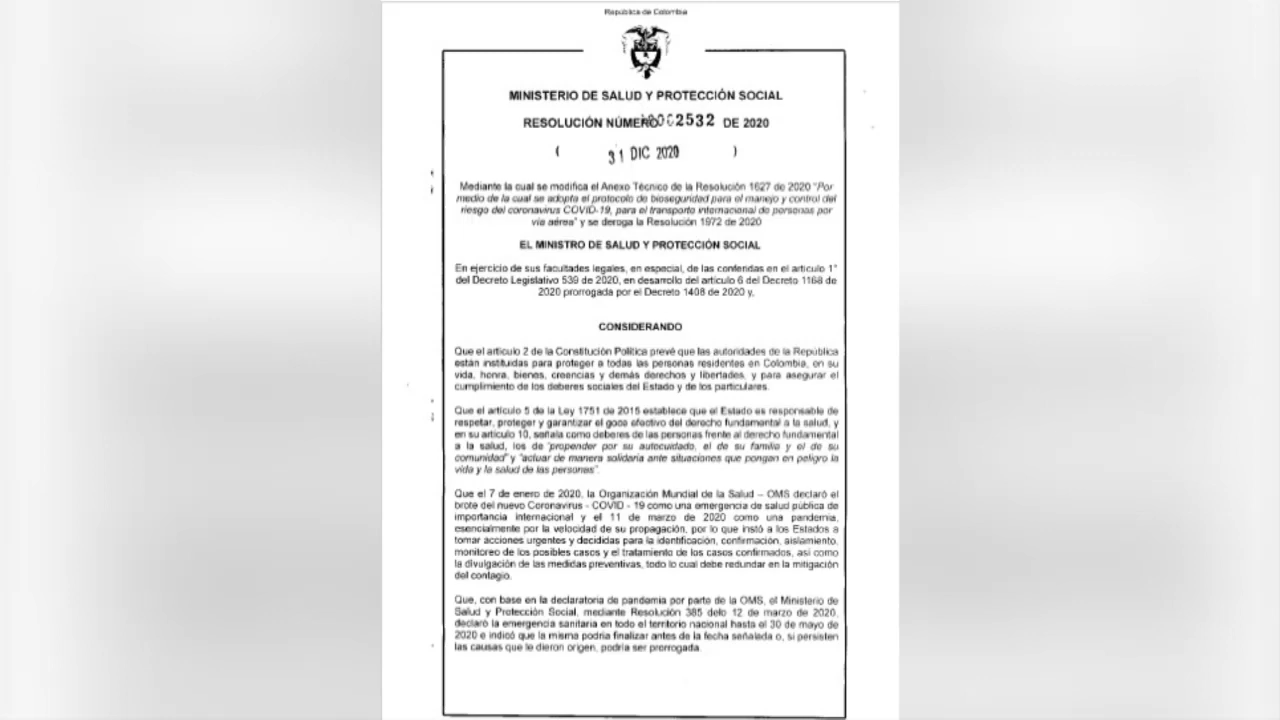 República de Colombia
MINISTERIO DE SALUD Y PROTECCIÓN SOCIAL
RESOLUCIÓN NÚMERO 0002532 DE 2020
( 31 DIC 2020 )
Mediante la cual se modifica el Anexo Técnico de la Resolución 1627 de 2020 "Por
medio de la cual se adopta el protocolo de bioseguridad para el manejo y control del
riesgo del coronavirus COVID-19, para el transporte internacional de personas por
vía aérea" y se deroga la Resolución 1972 de 2020
EL MINISTRO DE SALUD Y PROTECCIÓN SOCIAL
En ejercicio de sus facultades legales, en especial, de las conferidas en el artículo 1°
del Decreto Legislativo 539 de 2020, en desarrollo del artículo 6 del Decreto 1168 de
2020 prorrogada por el Decreto 1408 de 2020 y,
CONSIDERANDO
Que el artículo 2 de la Constitución Política prevé que las autoridades de la República
están instituidas para proteger a todas las personas residentes en Colombia, en su
vida, honra, bienes, creencias y demás derechos y libertades, y para asegurar el
cumplimiento de los deberes sociales del Estado y de los particulares.
Que el artículo 5 de la Ley 1751 de 2015 establece que el Estado es responsable de
respetar, proteger y garantizar el goce efectivo del derecho fundamental a la salud, y
en su artículo 10, señala como deberes de las personas frente al derecho fundamental
a la salud, los de "propender por su autocuidado, el de su familia y el de su
comunidad" y "actuar de manera solidaria ante situaciones que pongan en peligro la
vida y la salud de las personas".
Que el 7 de enero de 2020, la Organización Mundial de la Salud – OMS declaró el
brote del nuevo Coronavirus - COVID - 19 como una emergencia de salud pública de
importancia internacional y el 11 de marzo de 2020 como una pandemia,
esencialmente por la velocidad de su propagación, por lo que instó a los Estados a
tomar acciones urgentes y decididas para la identificación, confirmación, aislamiento,
monitoreo de los posibles casos y el tratamiento de los casos confirmados, así como
la divulgación de las medidas preventivas, todo lo cual debe redundar en la mitigación
del contagio.
Que, con base en la declaratoria de pandemia por parte de la OMS, el Ministerio de
Salud y Protección Social, mediante Resolución 385 delo 12 de marzo de 2020,
declaró la emergencia sanitaria en todo el territorio nacional hasta el 30 de mayo de
2020 e indicó que la misma podría finalizar antes de la fecha señalada o, si persisten
las causas que le dieron origen, podría ser prorrogada.